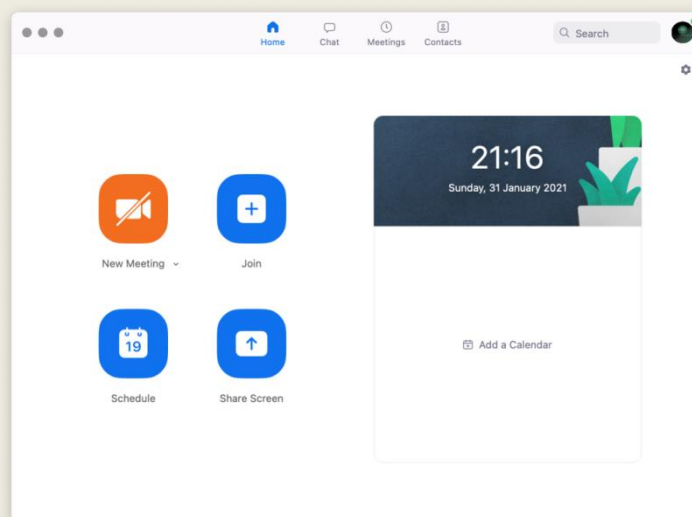 Home
Chat
Meetings
Contacts
Search
21:16
Sunday, 31 January 2021
New Meeting
Join
19
Schedule
Share Screen
Add a Calendar